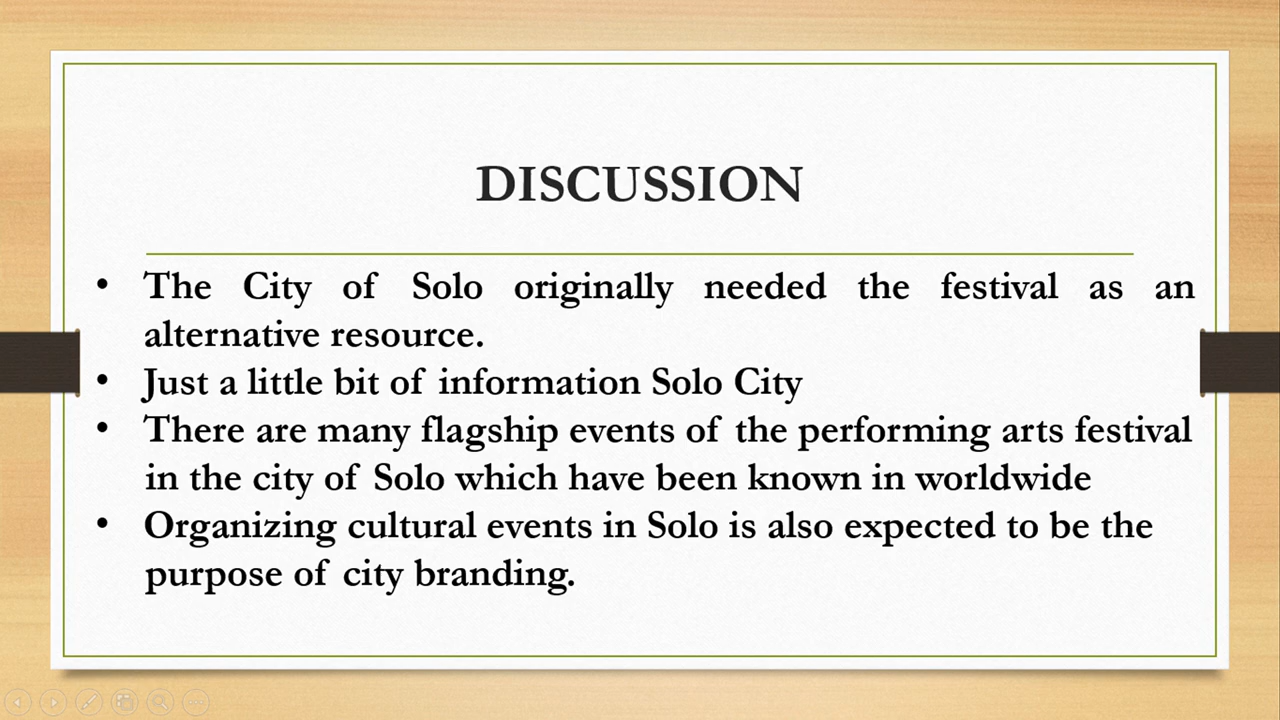 DISCUSSION
• The City of Solo originally needed the festival as an
alternative resource.
• Just a little bit of information Solo City
• There are many flagship events of the performing arts festival
in the city of Solo which have been known in worldwide
• Organizing cultural events in Solo is also expected to be the
purpose of city branding.